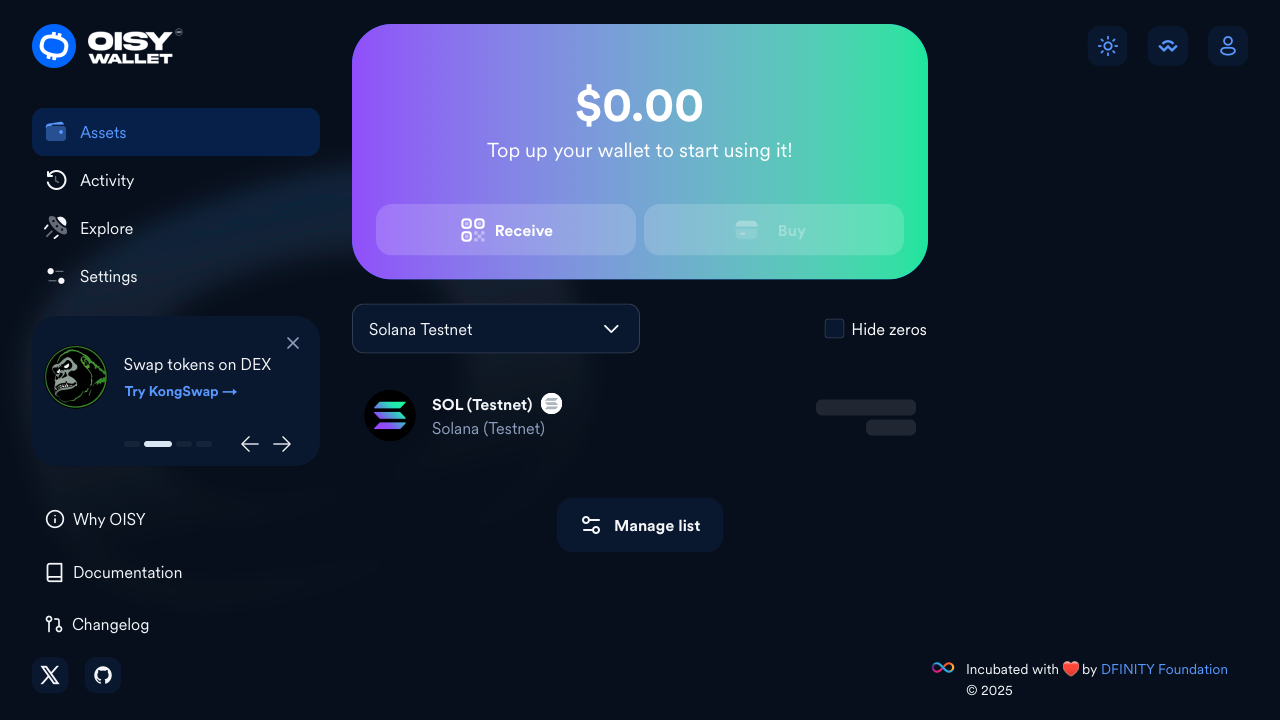 OISY
WALLET
Assets
Activity
Explore
Settings
Swap tokens on DEX
Try KongSwap →
Why OISY
Documentation
Changelog
$0.00
Top up your wallet to start using it!
Receive
Buy
Solana Testnet
Hide zeros
SOL (Testnet)
Solana (Testnet)
Manage list
Incubated with ❤️ by DFINITY Foundation
© 2025